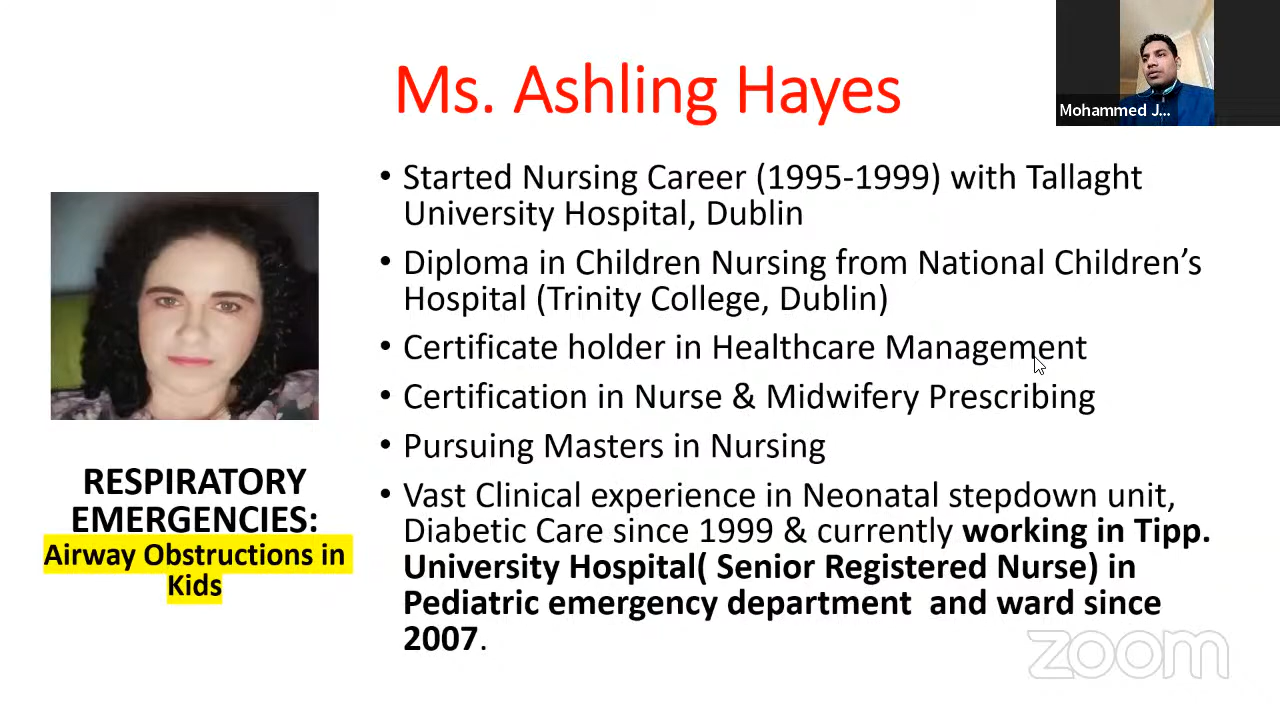 Ms. Ashling Hayes
Mohammed J...
• Started Nursing Career (1995-1999) with Tallaght
University Hospital, Dublin
• Diploma in Children Nursing from National Children’s
Hospital (Trinity College, Dublin)
• Certificate holder in Healthcare Management
• Certification in Nurse & Midwifery Prescribing
• Pursuing Masters in Nursing
• Vast Clinical experience in Neonatal stepdown unit,
Diabetic Care since 1999 & currently working in Tipp.
University Hospital( Senior Registered Nurse) in
Pediatric emergency department  and ward since
2007.
RESPIRATORY
EMERGENCIES:
Airway Obstructions in
Kids
zoom